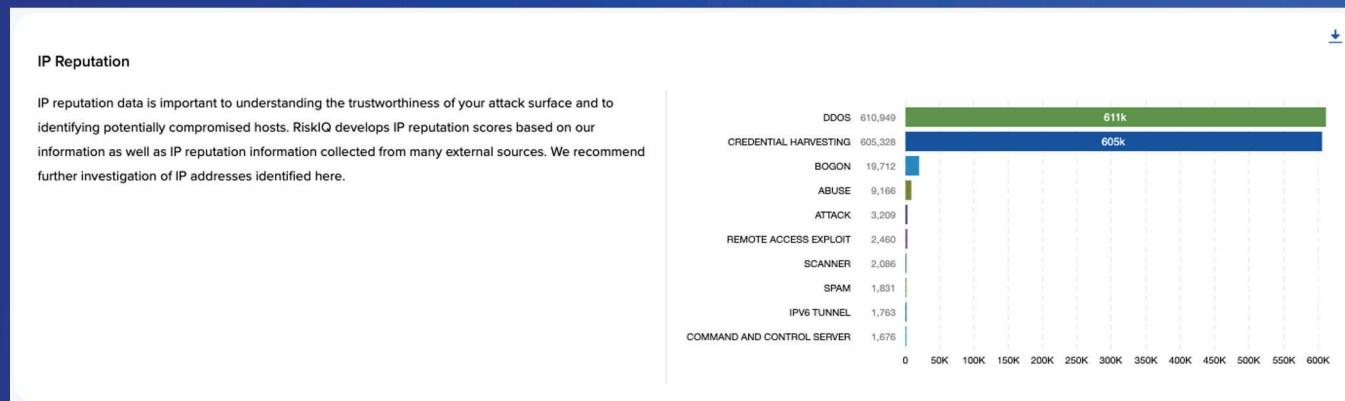 IP Reputation
IP reputation data is important to understanding the trustworthiness of your attack surface and to
identifying potentially compromised hosts. RiskIQ develops IP reputation scores based on our
information as well as IP reputation information collected from many external sources. We recommend
further investigation of IP addresses identified here.
DDOS 610,949 611k
CREDENTIAL HARVESTING 605,328 605k
BOGON 19,712
ABUSE 9,166
ATTACK 3,209
REMOTE ACCESS EXPLOIT 2,460
SCANNER 2,086
SPAM 1,831
IPV6 TUNNEL 1,763
COMMAND AND CONTROL SERVER 1,676
0 50K 100K 150K 200K 250K 300K 350K 400K 450K 500K 550K 600K